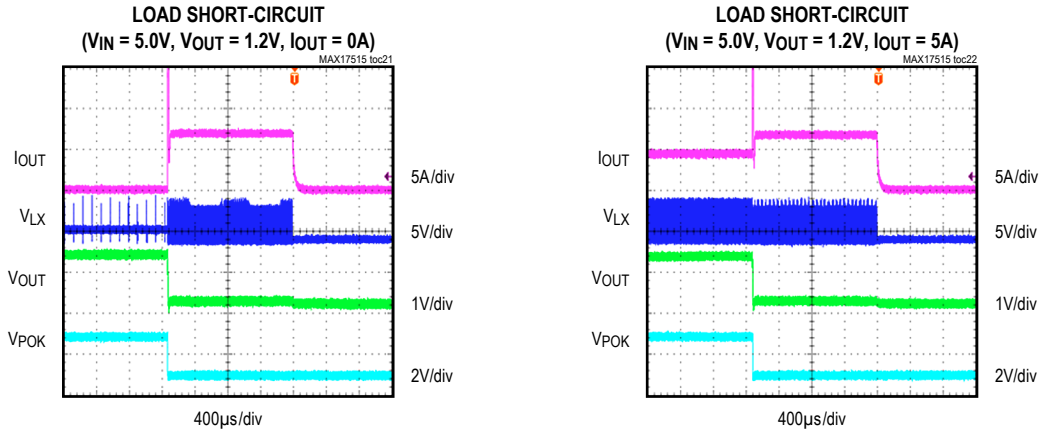 LOAD SHORT-CIRCUIT
(VIN = 5.0V, VOUT = 1.2V, IOUT = 0A)
MAX17515 toc21
T
IOUT
5A/div
VLX
5V/div
VOUT
1V/div
VPOK
2V/div
400µs/div
LOAD SHORT-CIRCUIT
(VIN = 5.0V, VOUT = 1.2V, IOUT = 5A)
MAX17515 toc22
T
IOUT
5A/div
VLX
5V/div
VOUT
1V/div
VPOK
2V/div
400µs/div